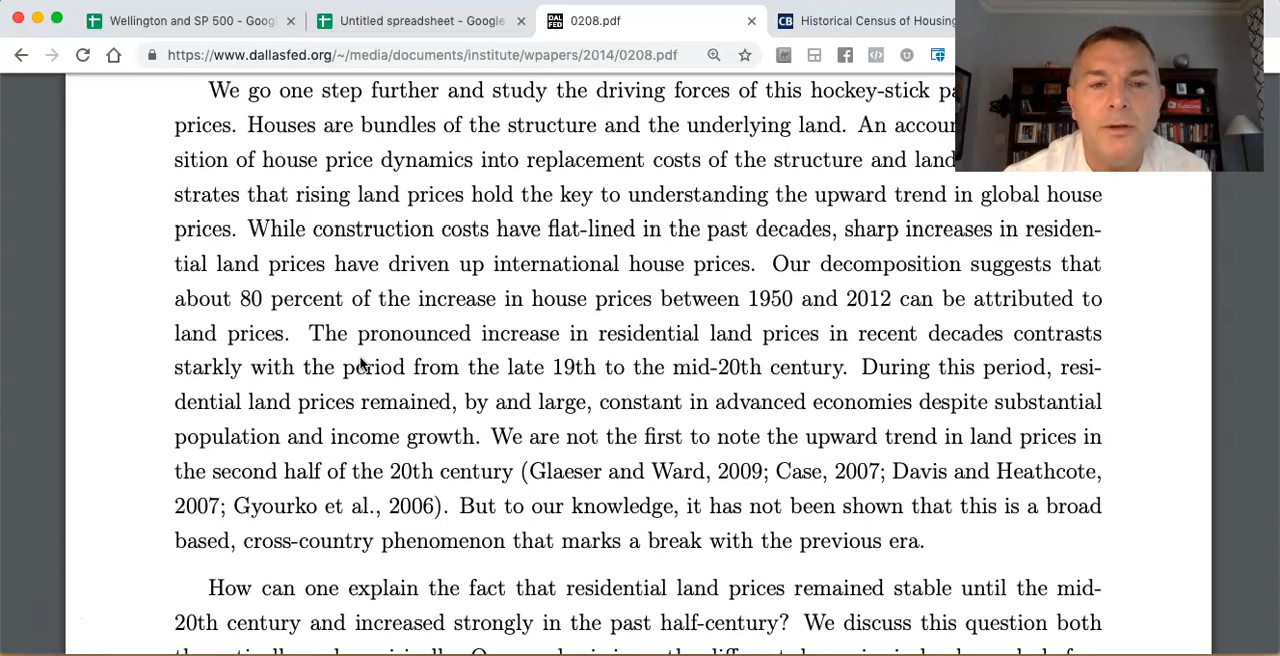 Wellington and SP 500 - Goog
Untitled spreadsheet - Google
DAL
FED
0208.pdf
CB
Historical Census of Housing
https://www.dallasfed.org/~/media/documents/institute/wpapers/2014/0208.pdf
We go one step further and study the driving forces of this hockey-stick pa
prices. Houses are bundles of the structure and the underlying land. An accoun
sition of house price dynamics into replacement costs of the structure and land
strates that rising land prices hold the key to understanding the upward trend in global house
prices. While construction costs have flat-lined in the past decades, sharp increases in residen-
tial land prices have driven up international house prices. Our decomposition suggests that
about 80 percent of the increase in house prices between 1950 and 2012 can be attributed to
land prices. The pronounced increase in residential land prices in recent decades contrasts
starkly with the period from the late 19th to the mid-20th century. During this period, resi-
dential land prices remained, by and large, constant in advanced economies despite substantial
population and income growth. We are not the first to note the upward trend in land prices in
the second half of the 20th century (Glaeser and Ward, 2009; Case, 2007; Davis and Heathcote,
2007; Gyourko et al., 2006). But to our knowledge, it has not been shown that this is a broad
based, cross-country phenomenon that marks a break with the previous era.
How can one explain the fact that residential land prices remained stable until the mid-
20th century and increased strongly in the past half-century? We discuss this question both